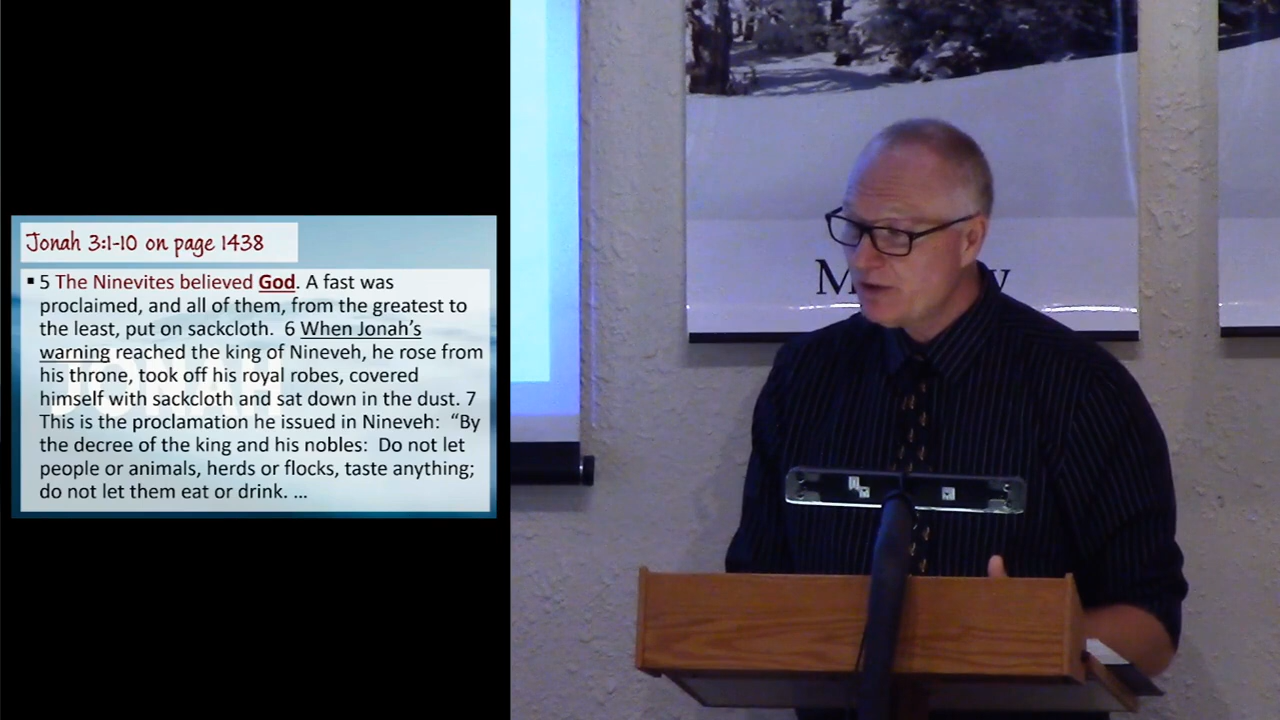 Jonah 3:1-10 on page 1438
▪ 5 The Ninevites believed God. A fast was
proclaimed, and all of them, from the greatest to
the least, put on sackcloth.  6 When Jonah’s
warning reached the king of Nineveh, he rose from
his throne, took off his royal robes, covered
himself with sackcloth and sat down in the dust. 7
This is the proclamation he issued in Nineveh:  “By
the decree of the king and his nobles:  Do not let
people or animals, herds or flocks, taste anything;
do not let them eat or drink. …
JONAH